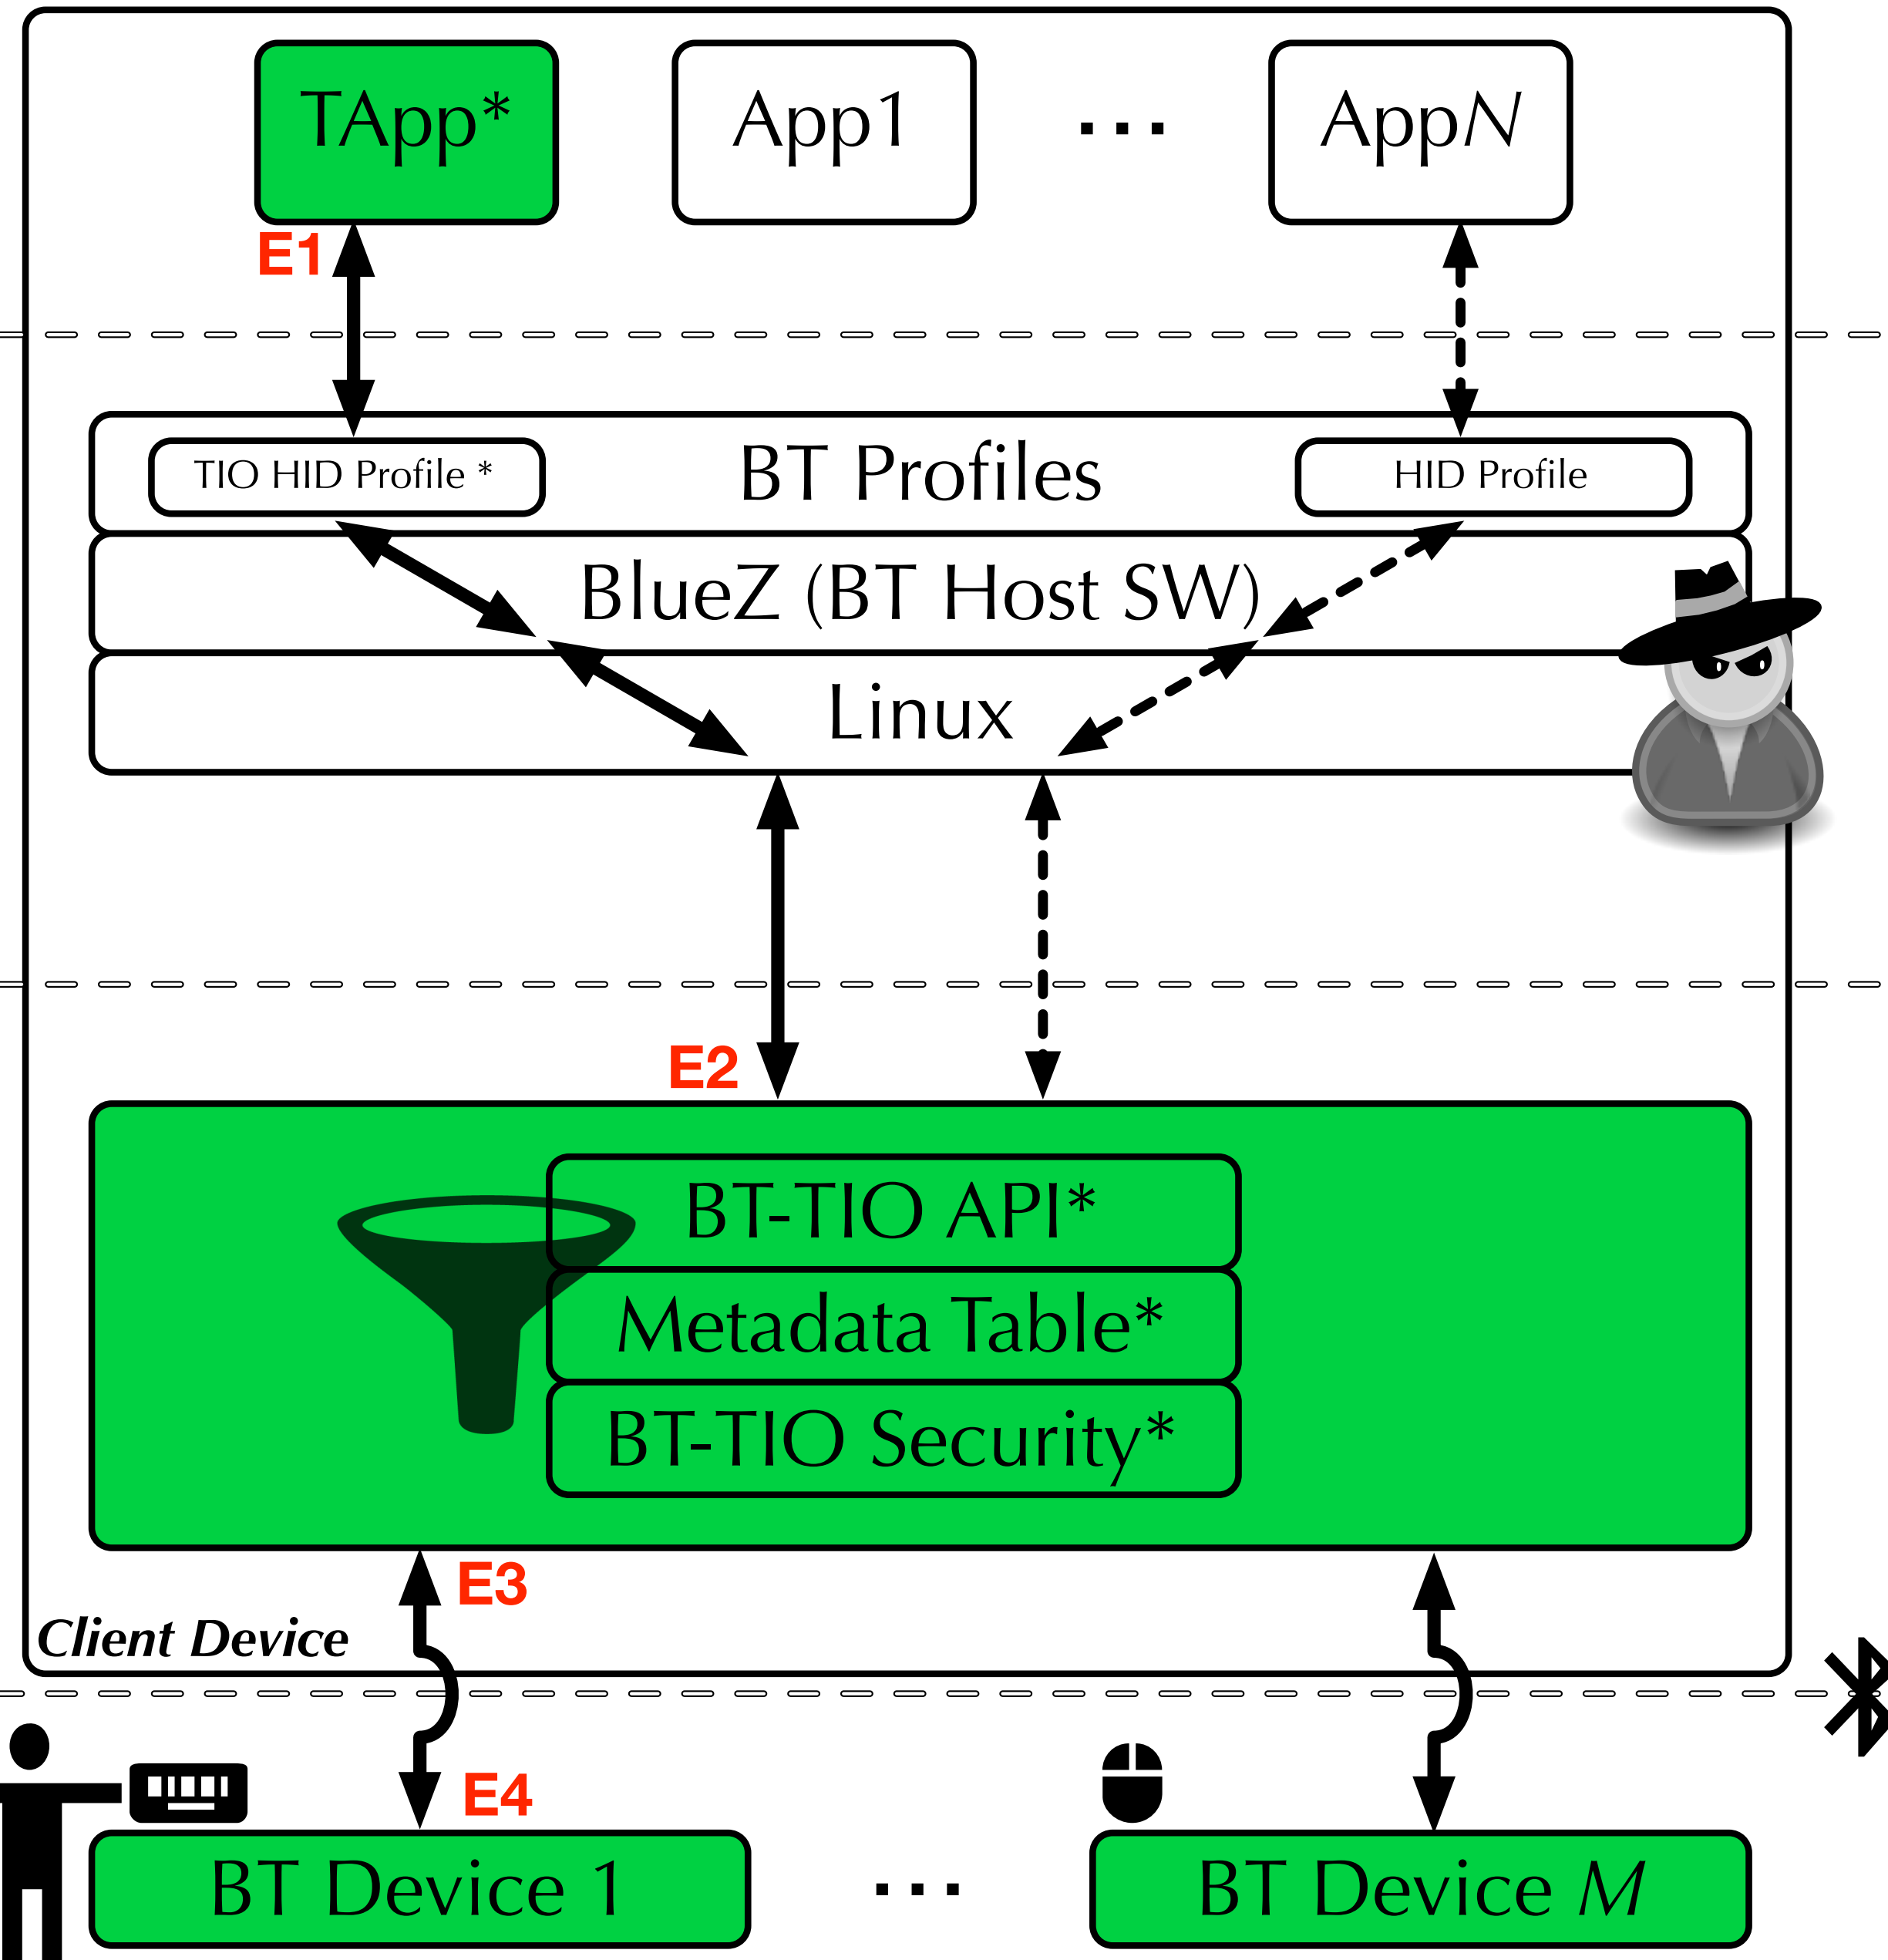 TApp*
App1
...
AppN
E1
TIO HID Profile *
BT Profiles
HID Profile
BlueZ (BT Host SW)
Linux
E2
BT-TIO API*
Metadata Table*
BT-TIO Security*
E3
Client Device
E4
BT Device 1
...
BT Device M